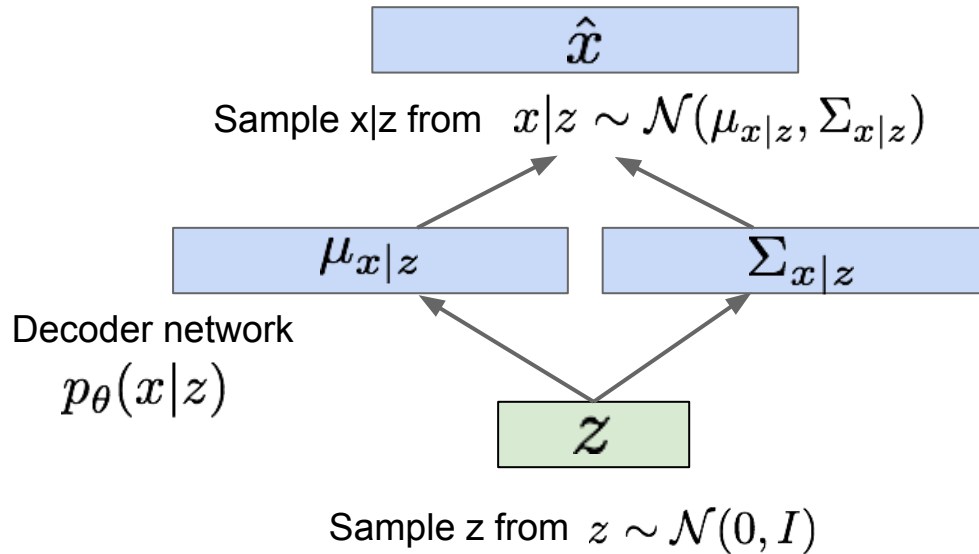 x̂
Sample x|z from x|z ∼ 𝒩(μ_{x|z}, Σ_{x|z})
μ_{x|z} Σ_{x|z}
Decoder network
p_θ(x|z)
z
Sample z from z ∼ 𝒩(0, I)